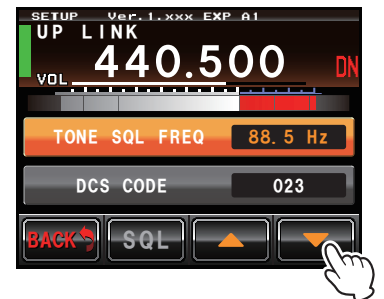 SETUP Ver.1.xxx EXP A1
UP LINK
440.500 DN
VOL
TONE SQL FREQ 88.5 Hz
DCS CODE 023
BACK SQL